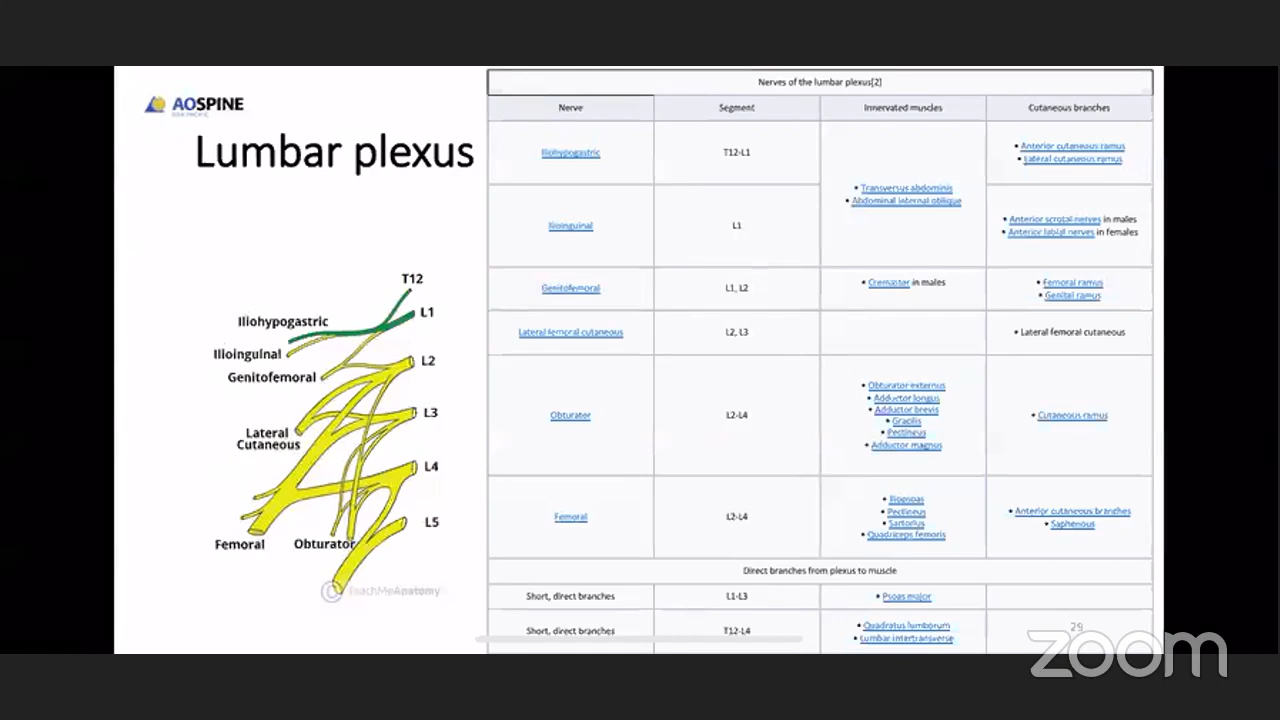 AOSPINE
ASIA PACIFIC
Lumbar plexus
T12
L1
Iliohypogastric
Ilioinguinal
L2
Genitofemoral
L3
Lateral
Cutaneous
L4
L5
Femoral
Obturator
TeachMeAnatomy
Nerves of the lumbar plexus[2]
Nerve Segment Innervated muscles Cutaneous branches
Iliohypogastric T12-L1
• Transversus abdominis
• Abdominal internal oblique
• Anterior cutaneous ramus
• Lateral cutaneous ramus
Ilioinguinal L1
• Anterior scrotal nerves in males
• Anterior labial nerves in females
Genitofemoral L1, L2
• Cremaster in males
• Femoral ramus
• Genital ramus
Lateral femoral cutaneous L2, L3
• Lateral femoral cutaneous
Obturator L2-L4
• Obturator externus
• Adductor longus
• Adductor brevis
• Gracilis
• Pectineus
• Adductor magnus
• Cutaneous ramus
Femoral L2-L4
• Iliopsoas
• Pectineus
• Sartorius
• Quadriceps femoris
• Anterior cutaneous branches
• Saphenous
Direct branches from plexus to muscle
Short, direct branches L1-L3 • Psoas major
Short, direct branches T12-L4
• Quadratus lumborum
• Lumbar intertransverse
29
zoom